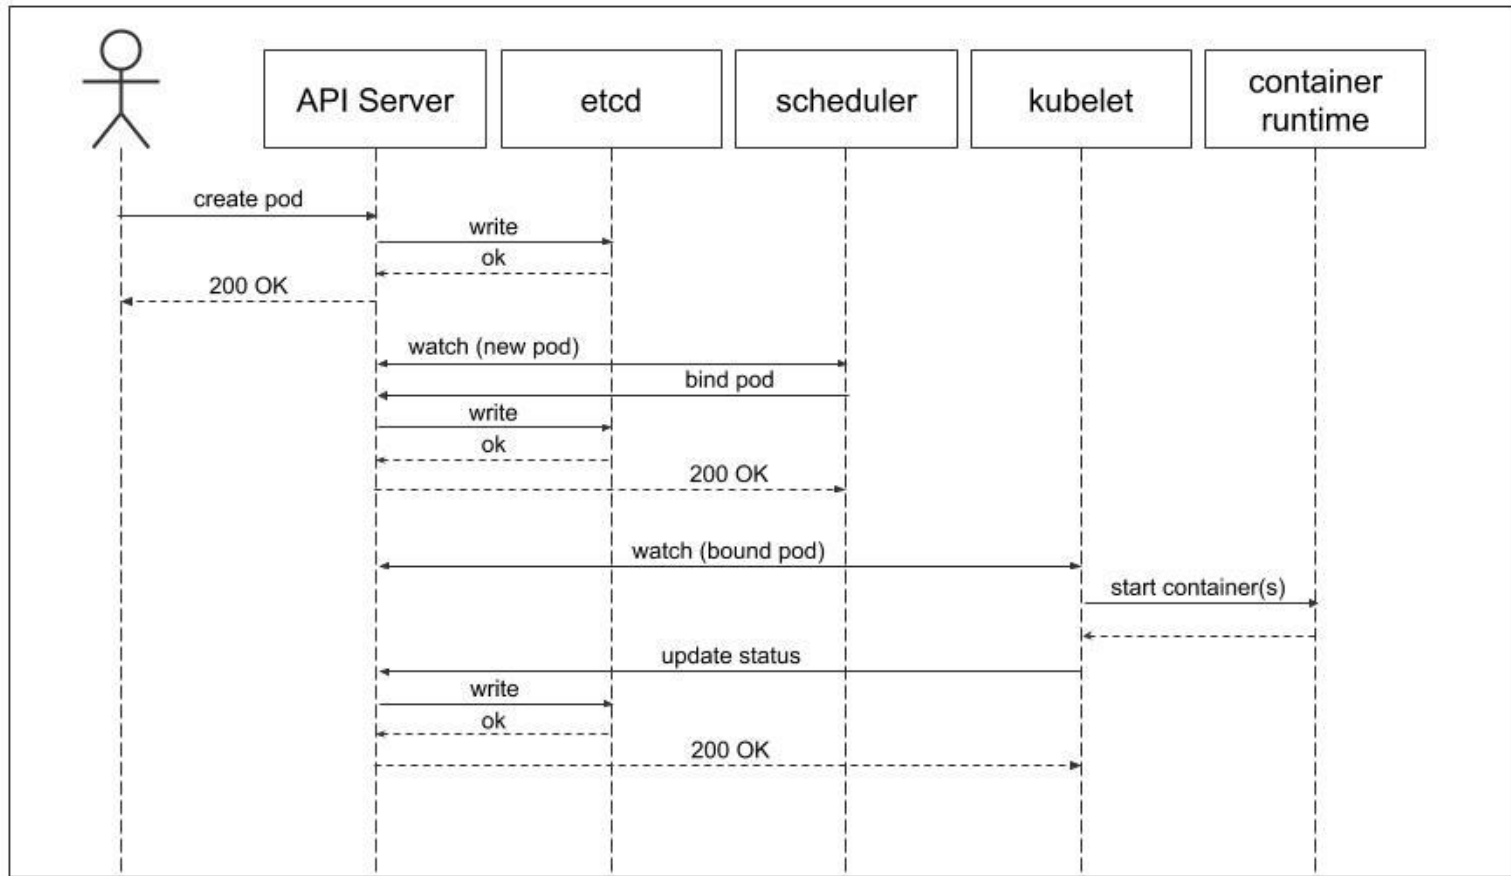 API Server
etcd
scheduler
kubelet
container
runtime
create pod
write
ok
200 OK
watch (new pod)
bind pod
write
ok
200 OK
watch (bound pod)
start container(s)
update status
write
ok
200 OK